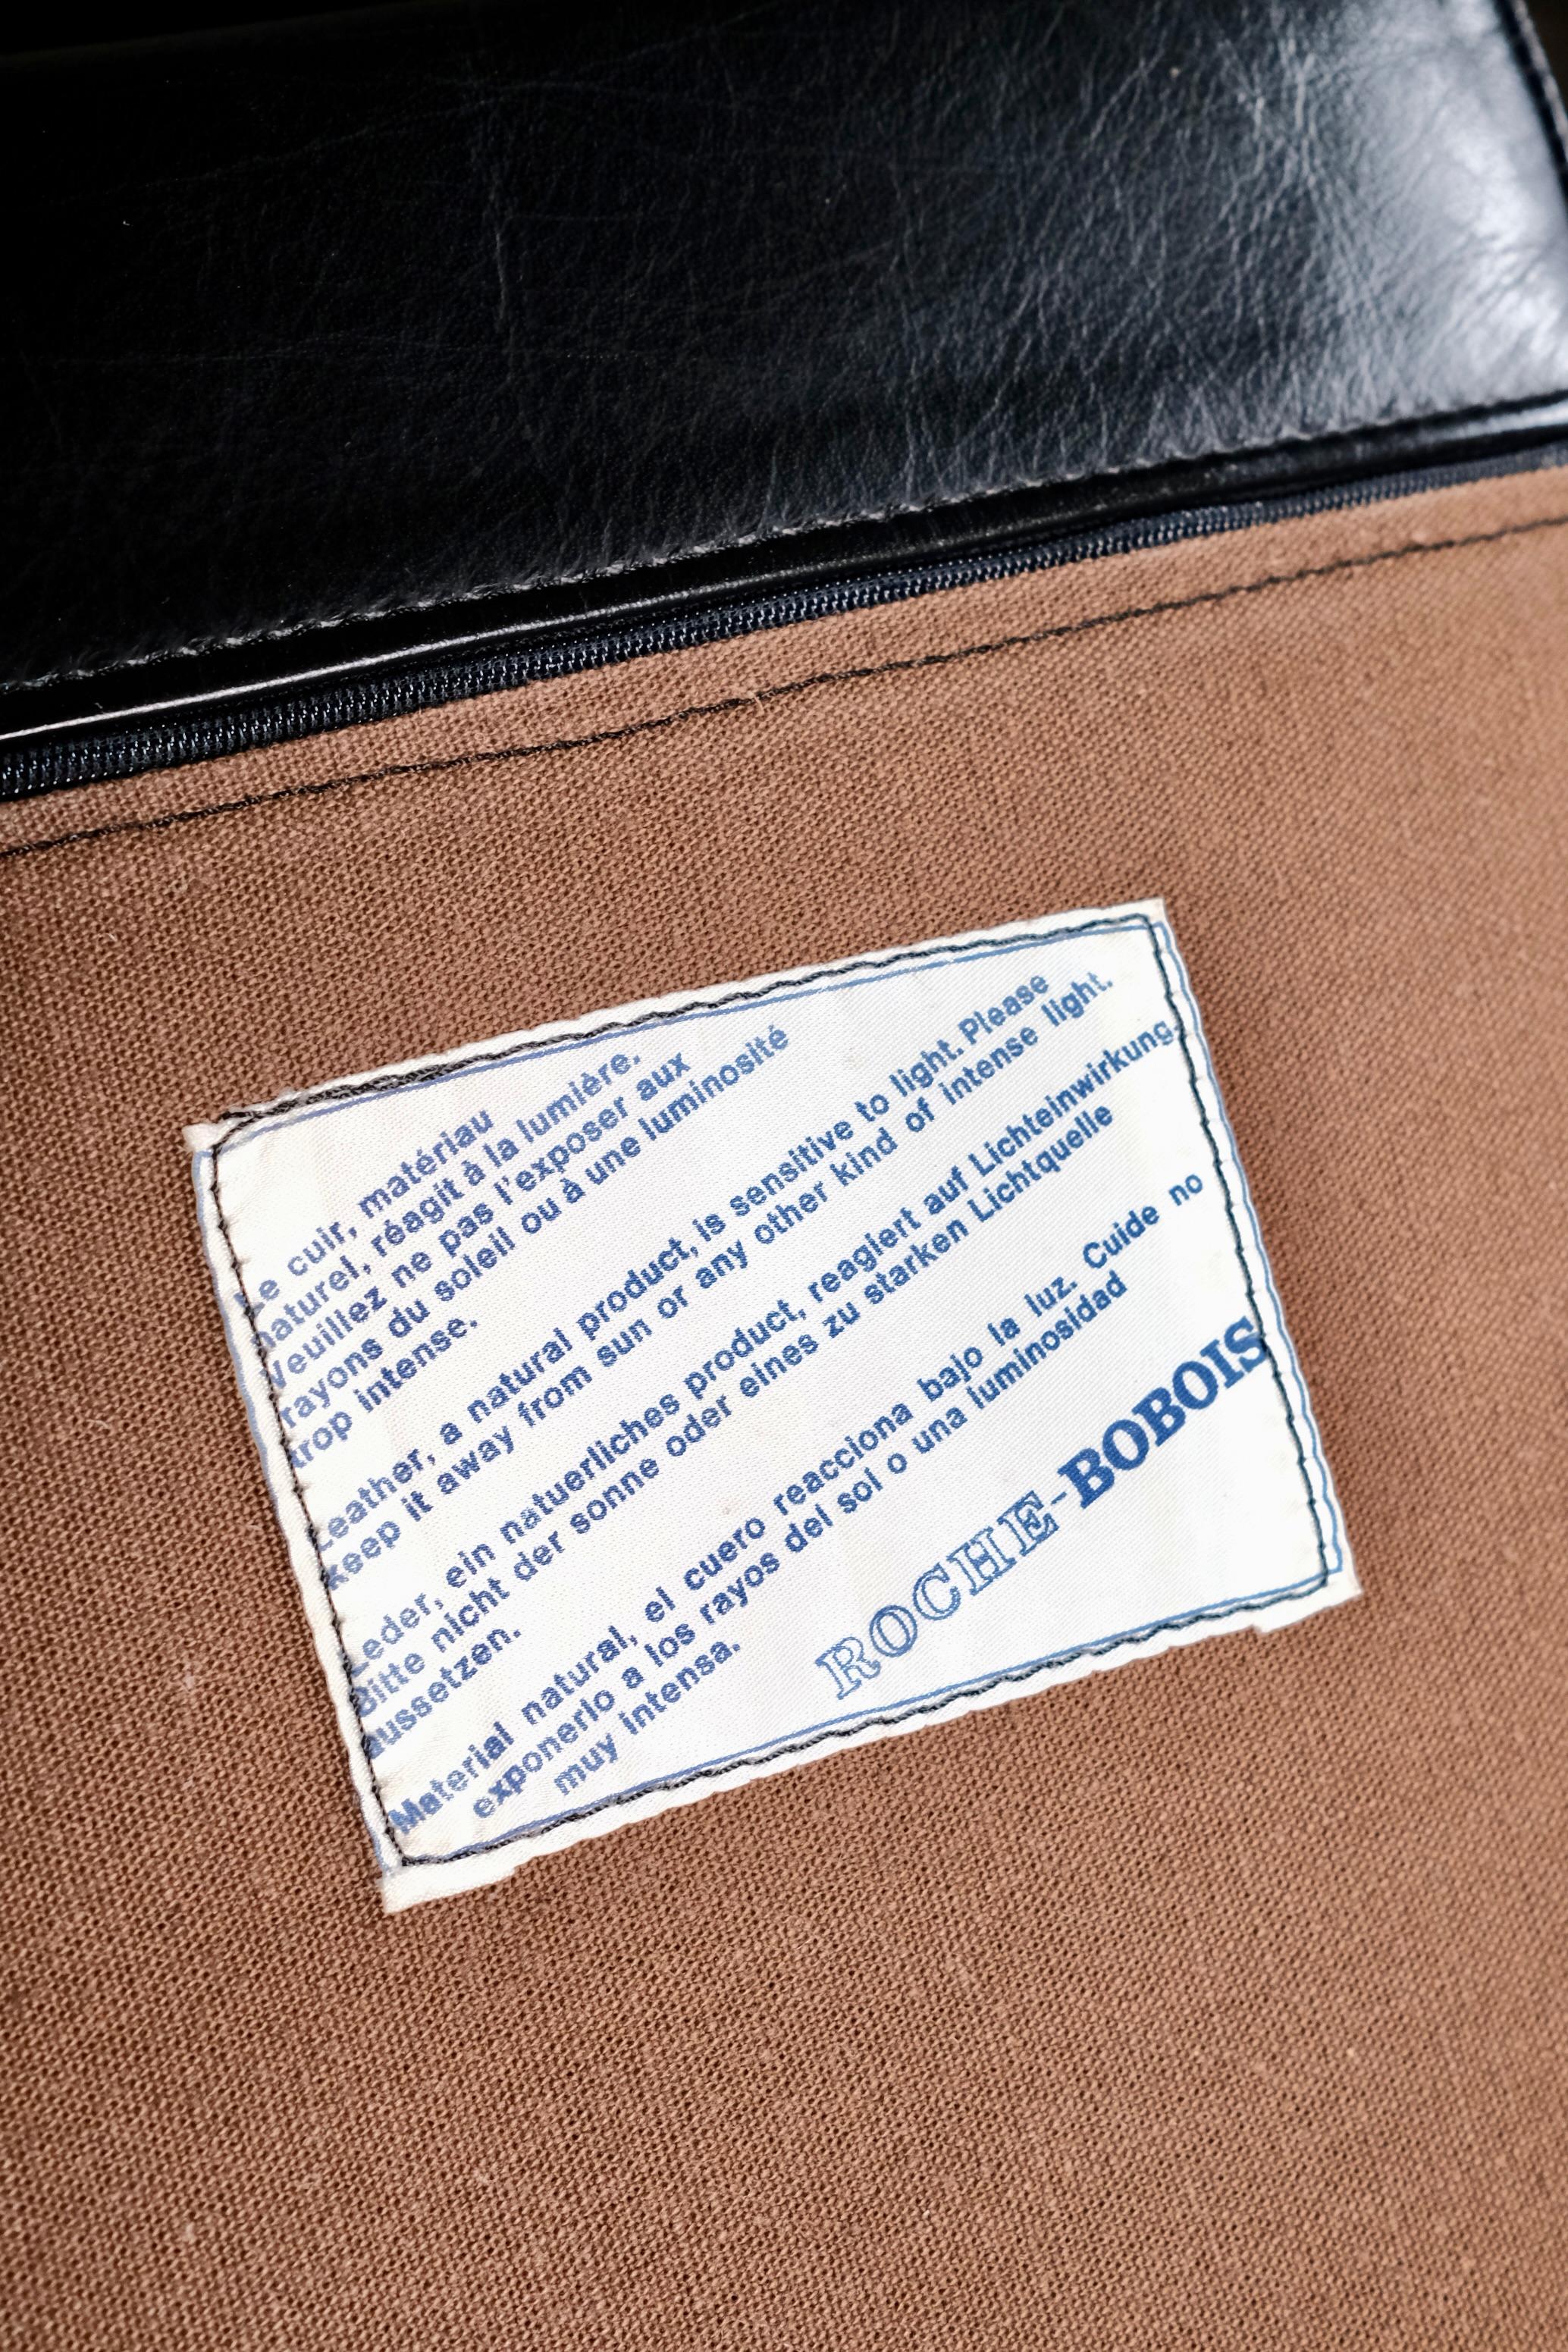 Le cuir, matériau
naturel, réagit à la lumière.
Veuillez ne pas l'exposer aux
rayons du soleil ou à une luminosité
trop intense.
Leather, a natural product, is sensitive to light. Please
keep it away from sun or any other kind of intense light.
Leder, ein natuerliches product, reagiert auf Lichteinwirkung.
Bitte nicht der sonne oder eines zu starken Lichtquelle
aussetzen.
Material natural, el cuero reacciona bajo la luz. Cuide no
exponerlo a los rayos del sol o una luminosidad
muy intensa.
ROCHE-BOBOIS